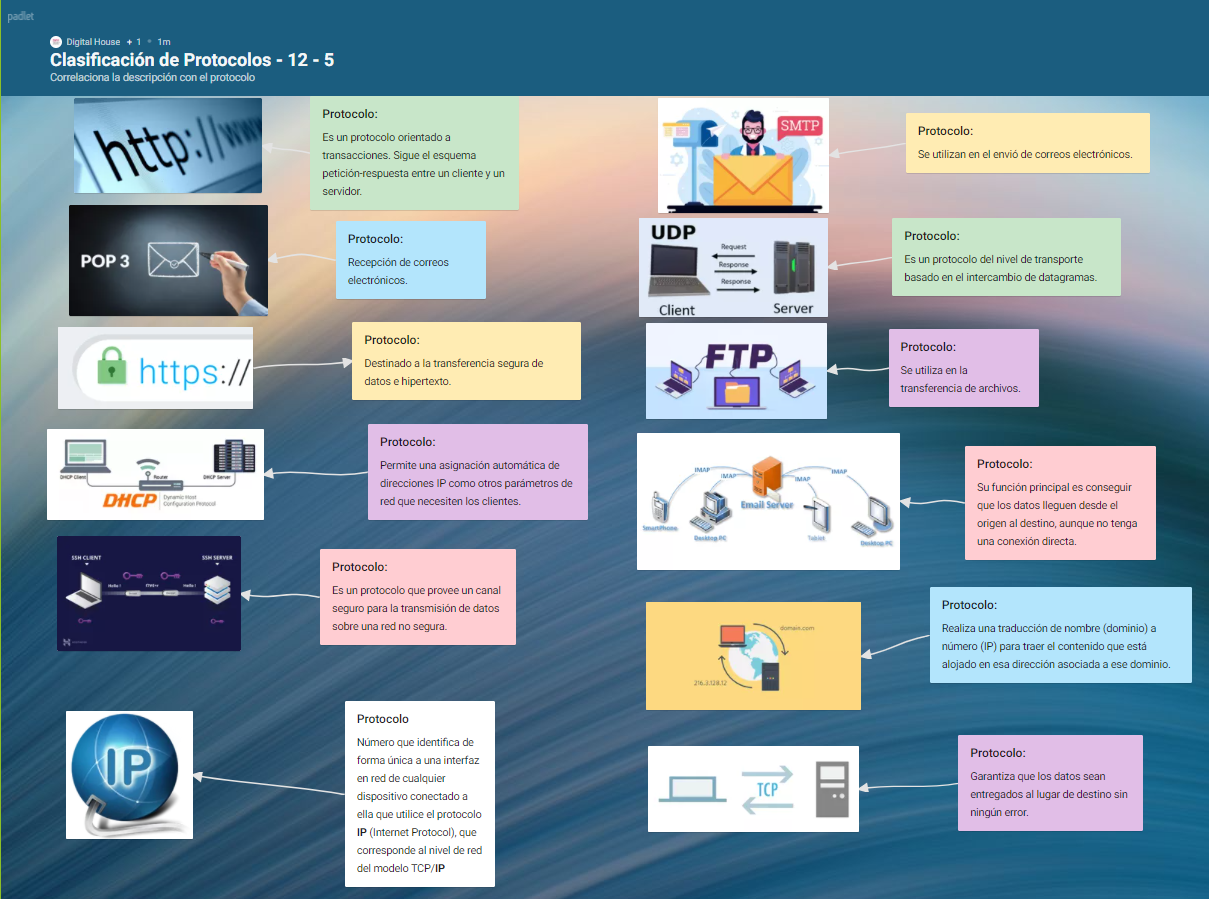 padlet
Digital House + 1 • 1m
Clasificación de Protocolos - 12 - 5
Correlaciona la descripción con el protocolo
http://www
Protocolo:
Es un protocolo orientado a
transacciones. Sigue el esquema
petición-respuesta entre un cliente y un
servidor.
POP 3
Protocolo:
Recepción de correos
electrónicos.
https://
Protocolo:
Destinado a la transferencia segura de
datos e hipertexto.
DHCP Client
Router
DHCP Server
DHCP
Dynamic Host
Configuration Protocol
Protocolo:
Permite una asignación automática de
direcciones IP como otros parámetros de
red que necesiten los clientes.
SSH CLIENT
SSH SERVER
Protocolo:
Es un protocolo que provee un canal
seguro para la transmisión de datos
sobre una red no segura.
IP
Protocolo
Número que identifica de
forma única a una interfaz
en red de cualquier
dispositivo conectado a
ella que utilice el protocolo
IP (Internet Protocol), que
corresponde al nivel de red
del modelo TCP/IP
SMTP
Protocolo:
Se utilizan en el envió de correos electrónicos.
UDP
Request
Response
Response
Client
Server
Protocolo:
Es un protocolo del nivel de transporte
basado en el intercambio de datagramas.
FTP
Protocolo:
Se utiliza en la
transferencia de archivos.
IMAP
IMAP
IMAP
IMAP
Email Server
SmartPhone
Desktop PC
Tablet
Desktop PC
Protocolo:
Su función principal es conseguir
que los datos lleguen desde el
origen al destino, aunque no tenga
una conexión directa.
domain.com
216.3.128.12
Protocolo:
Realiza una traducción de nombre (dominio) a
número (IP) para traer el contenido que está
alojado en esa dirección asociada a ese dominio.
TCP
Protocolo:
Garantiza que los datos sean
entregados al lugar de destino sin
ningún error.